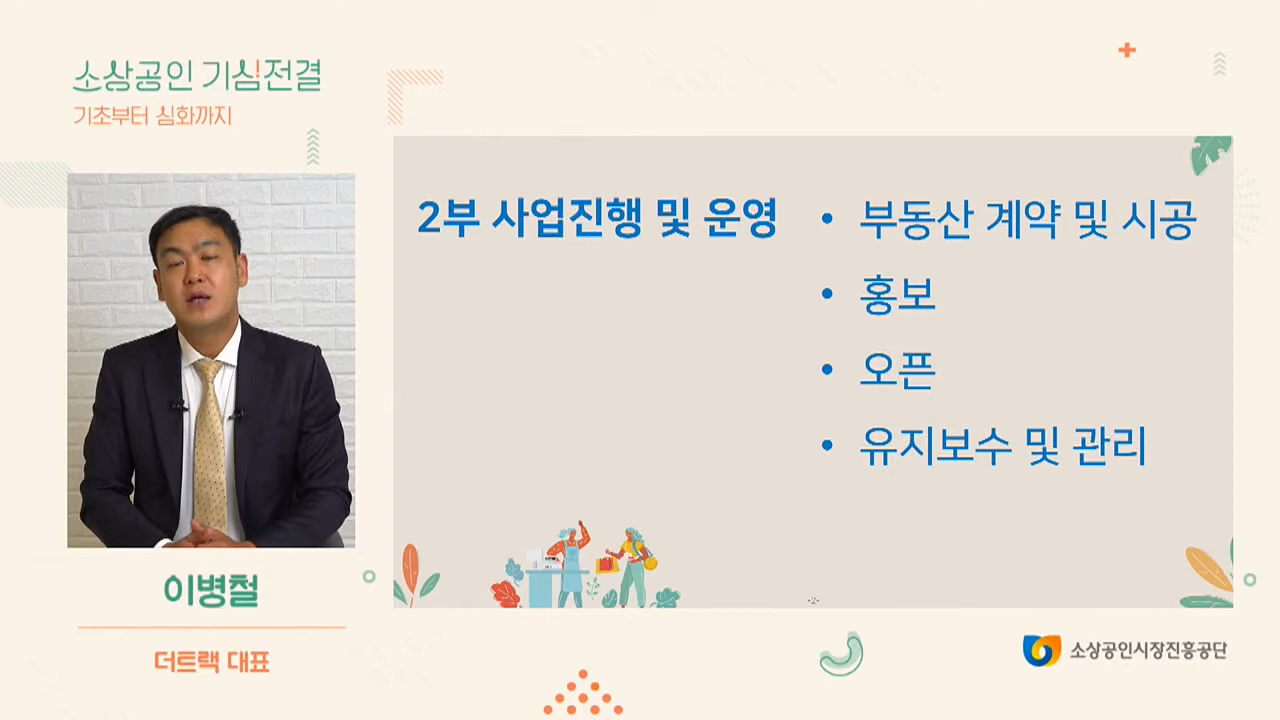 소상공인 기심전결
기초부터 심화까지
2부 사업진행 및 운영
• 부동산 계약 및 시공
• 홍보
• 오픈
• 유지보수 및 관리
이병철
더트랙 대표
소상공인시장진흥공단